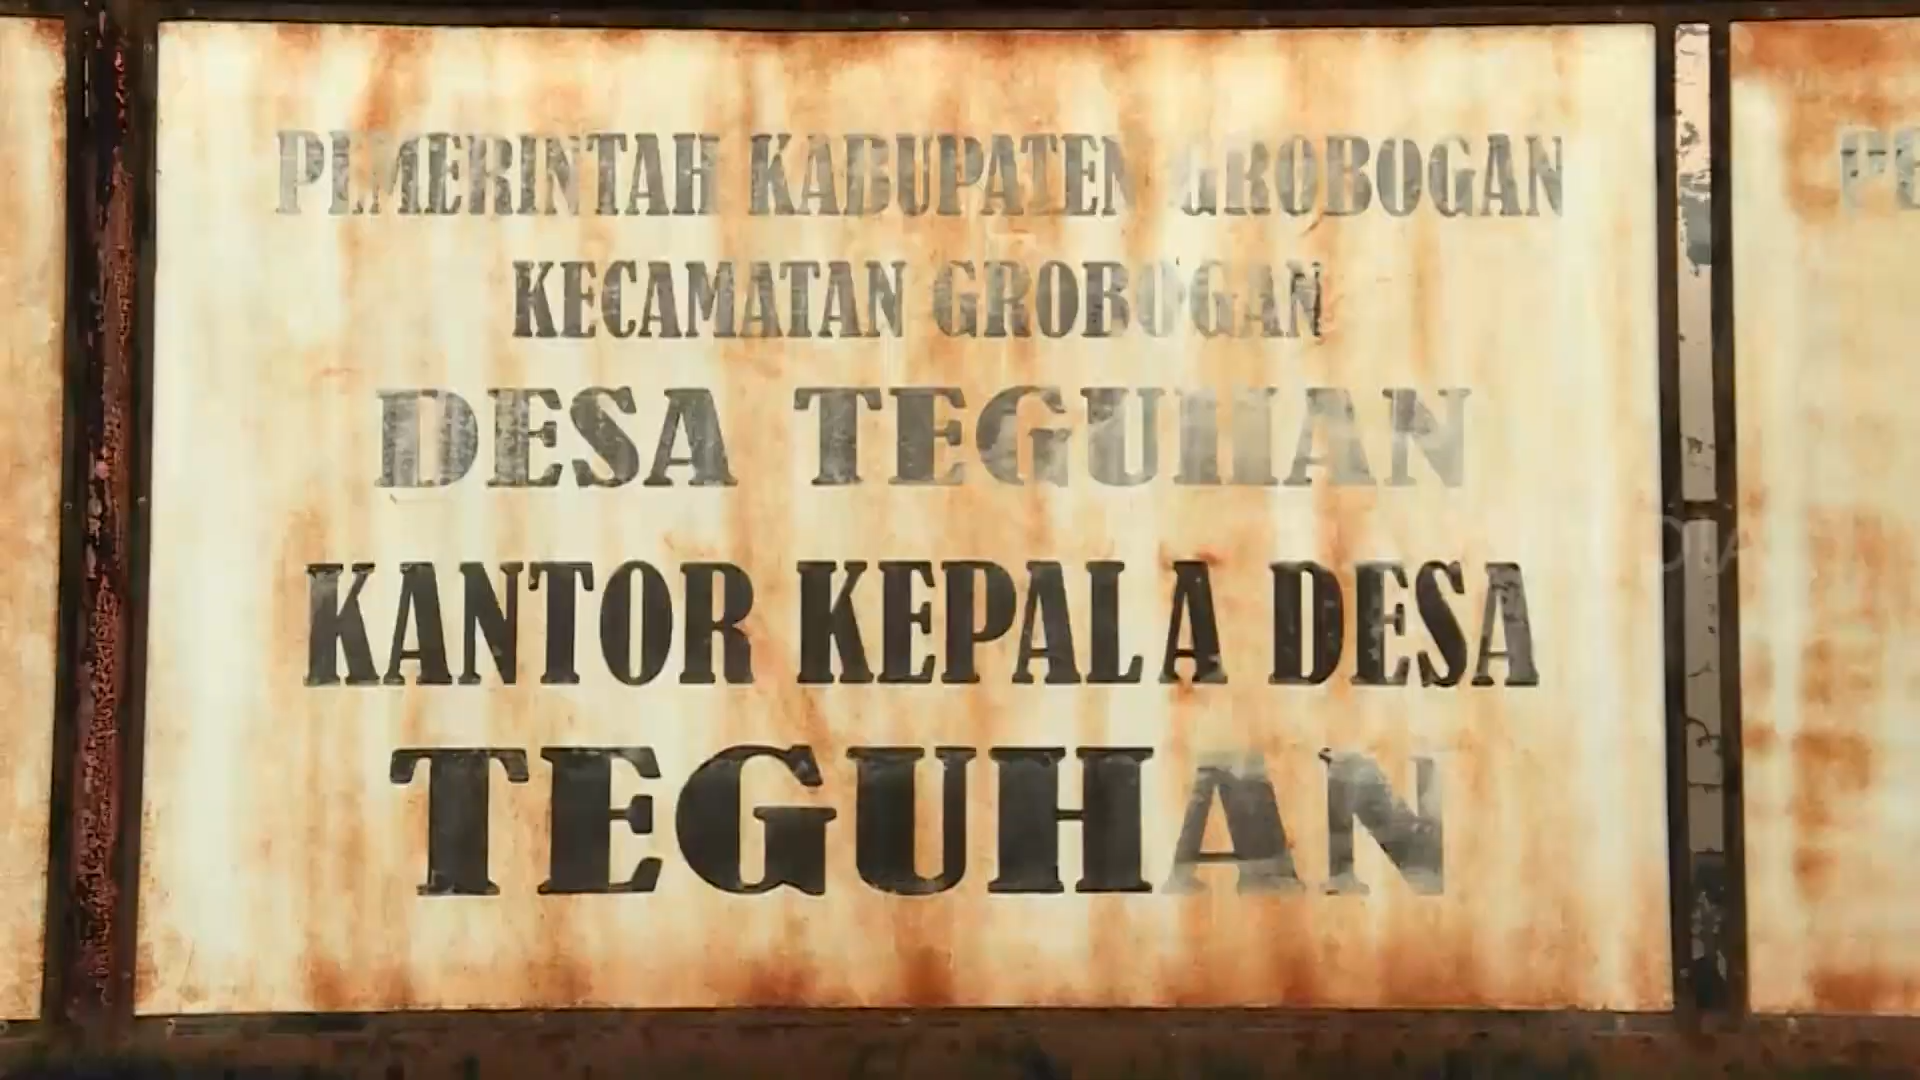 PEMERINTAH KABUPATEN GROBOGAN
KECAMATAN GROBOGAN
DESA TEGUHAN
KANTOR KEPALA DESA
TEGUHAN